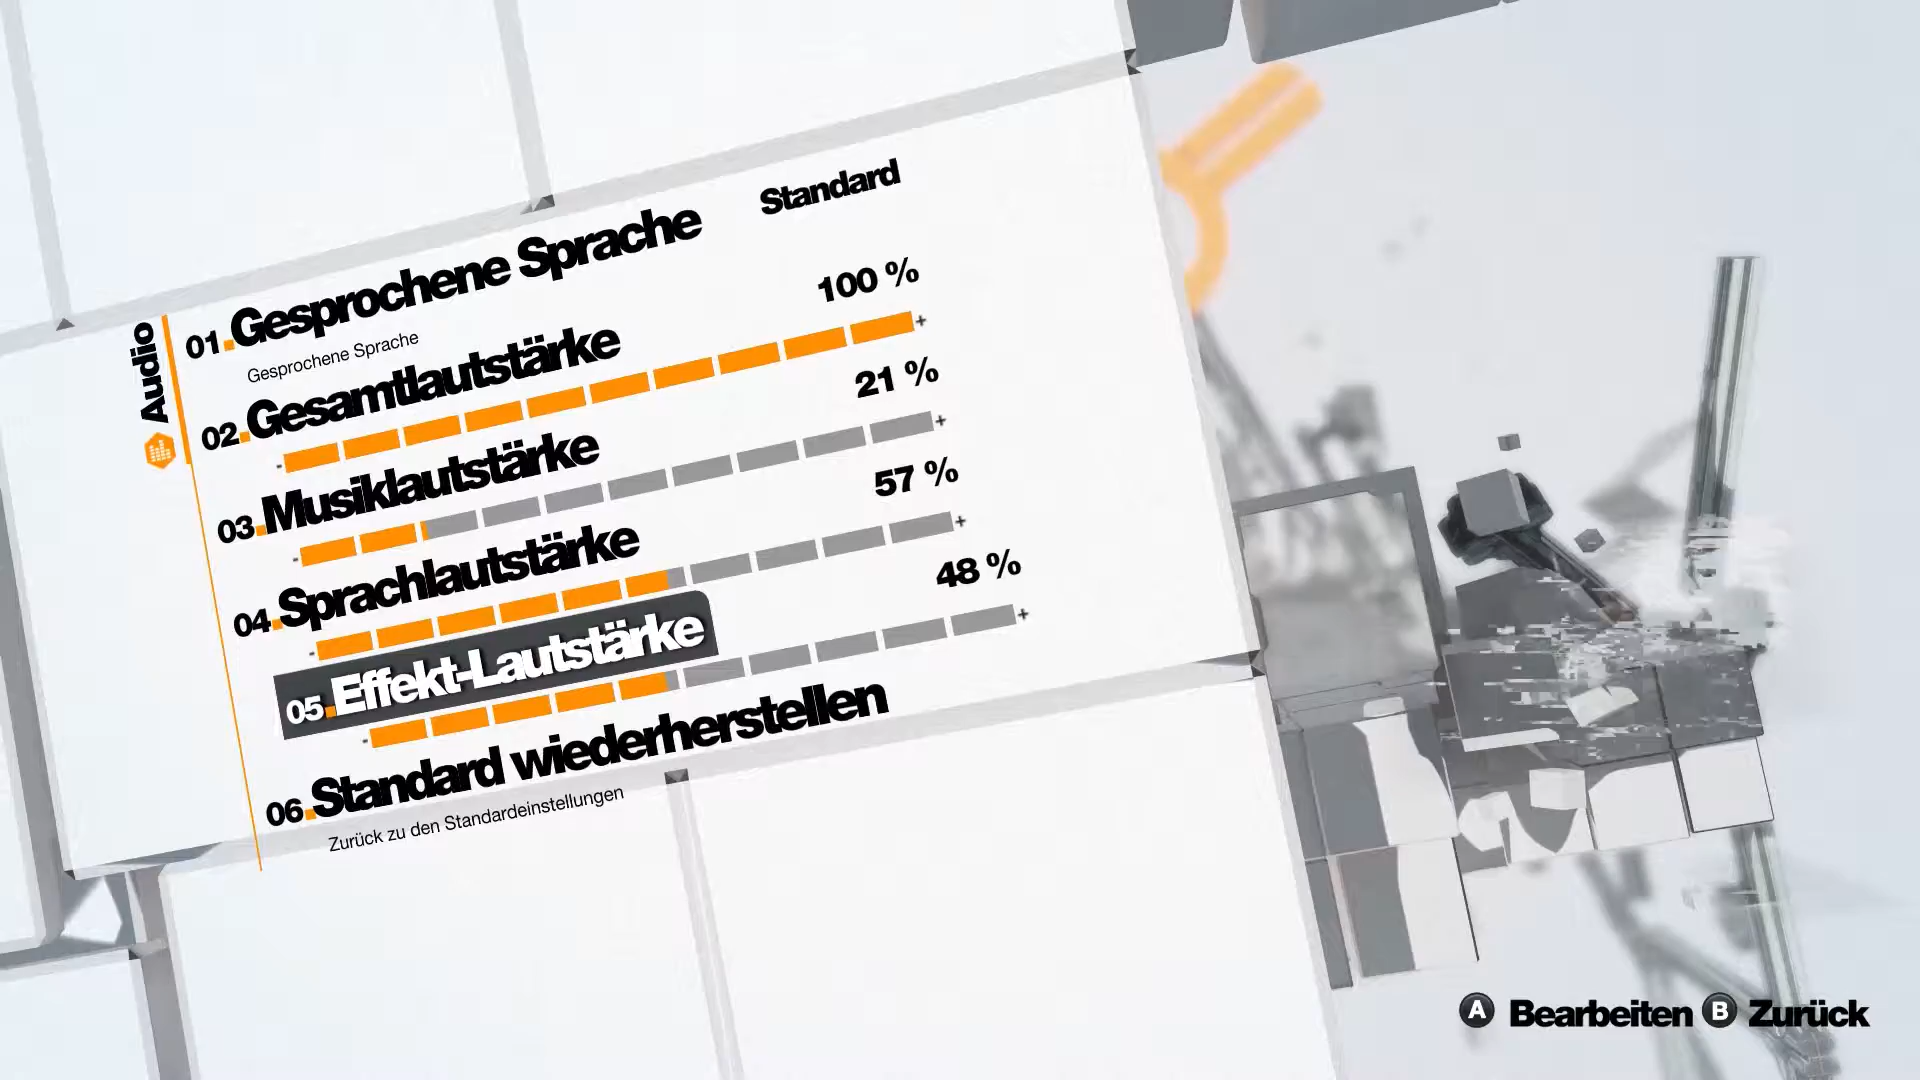 Audio
01.Gesprochene Sprache
Standard
Gesprochene Sprache
02.Gesamtlautstärke
100 %
- +
03.Musiklautstärke
21 %
- +
04.Sprachlautstärke
57 %
- +
05.Effekt-Lautstärke
48 %
- +
06.Standard wiederherstellen
Zurück zu den Standardeinstellungen
A Bearbeiten B Zurück